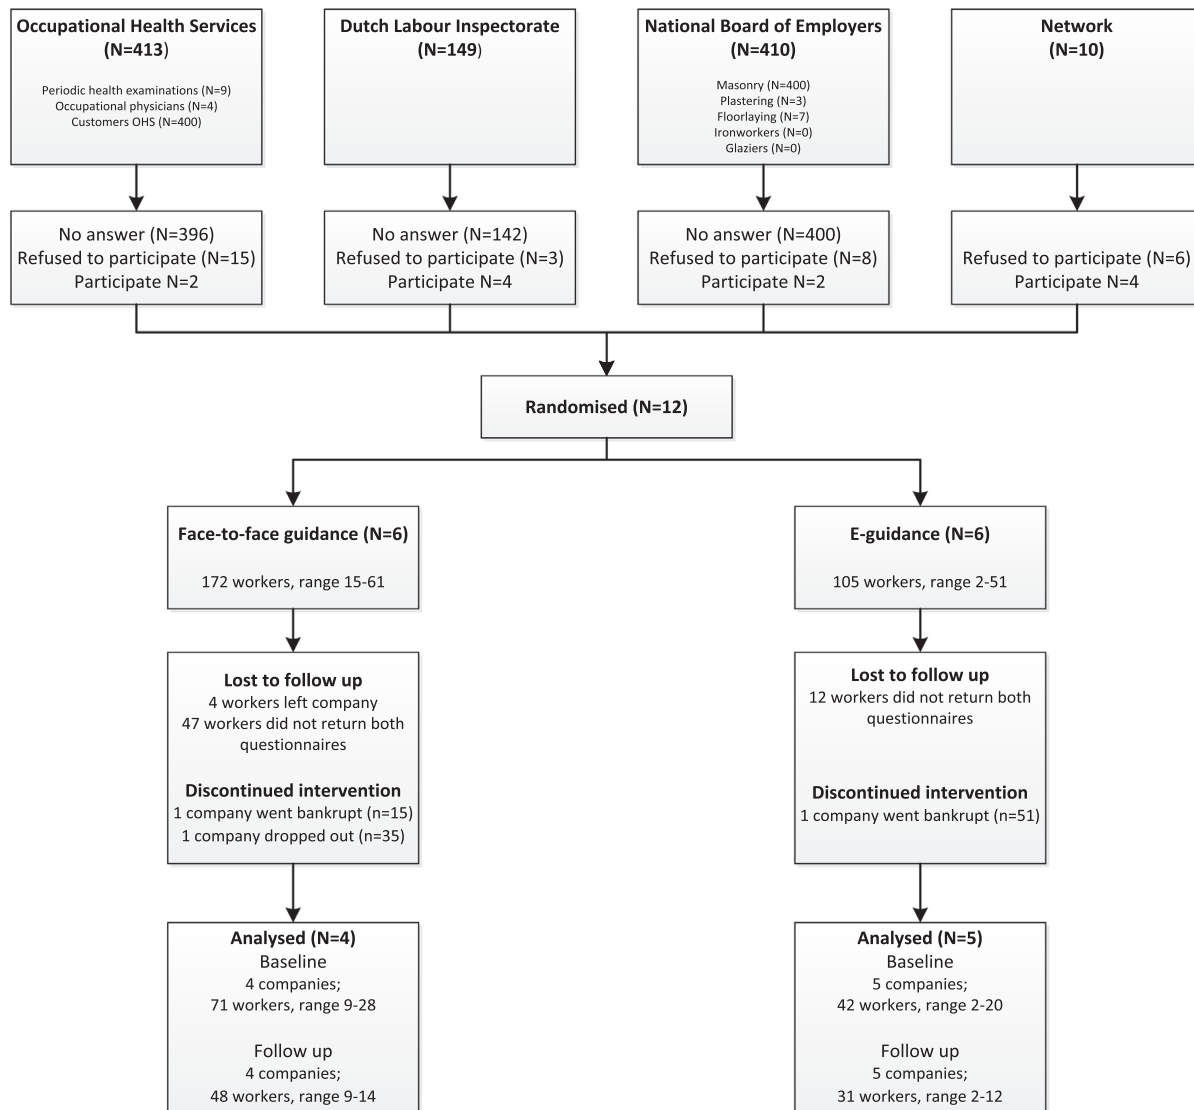 Occupational Health Services
(N=413)
Periodic health examinations (N=9)
Occupational physicians (N=4)
Customers OHS (N=400)
Dutch Labour Inspectorate
(N=149)
National Board of Employers
(N=410)
Masonry (N=400)
Plastering (N=3)
Floorlaying (N=7)
Ironworkers (N=0)
Glaziers (N=0)
Network
(N=10)
No answer (N=396)
Refused to participate (N=15)
Participate N=2
No answer (N=142)
Refused to participate (N=3)
Participate N=4
No answer (N=400)
Refused to participate (N=8)
Participate N=2
Refused to participate (N=6)
Participate N=4
Randomised (N=12)
Face-to-face guidance (N=6)
172 workers, range 15-61
E-guidance (N=6)
105 workers, range 2-51
Lost to follow up
4 workers left company
47 workers did not return both
questionnaires
Discontinued intervention
1 company went bankrupt (n=15)
1 company dropped out (n=35)
Lost to follow up
12 workers did not return both
questionnaires
Discontinued intervention
1 company went bankrupt (n=51)
Analysed (N=4)
Baseline
4 companies;
71 workers, range 9-28
Follow up
4 companies;
48 workers, range 9-14
Analysed (N=5)
Baseline
5 companies;
42 workers, range 2-20
Follow up
5 companies;
31 workers, range 2-12